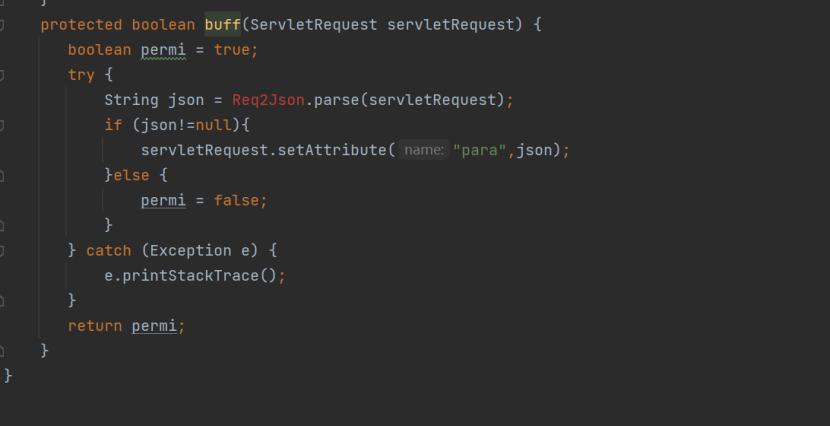 }
protected boolean buff(ServletRequest servletRequest) {
boolean permi = true;
try {
String json = Req2Json.parse(servletRequest);
if (json!=null){
servletRequest.setAttribute( name: "para",json);
}else {
permi = false;
}
} catch (Exception e) {
e.printStackTrace();
}
return permi;
}
}